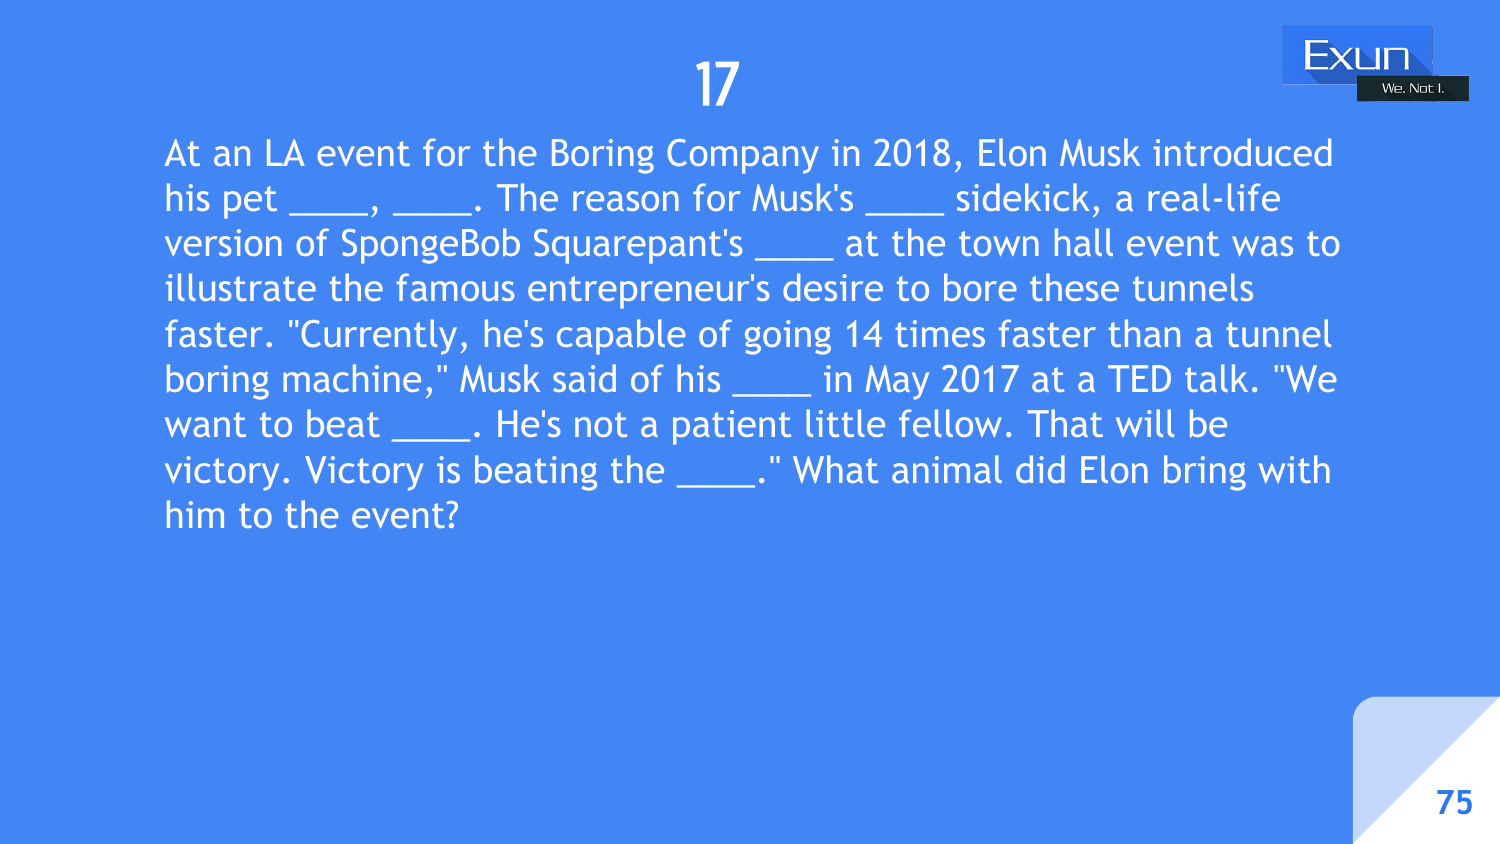 Exun
We, Not I.
17
At an LA event for the Boring Company in 2018, Elon Musk introduced
his pet ____, ____. The reason for Musk's ____ sidekick, a real-life
version of SpongeBob Squarepant's ____ at the town hall event was to
illustrate the famous entrepreneur's desire to bore these tunnels
faster. "Currently, he's capable of going 14 times faster than a tunnel
boring machine," Musk said of his ____ in May 2017 at a TED talk. "We
want to beat ____. He's not a patient little fellow. That will be
victory. Victory is beating the ____." What animal did Elon bring with
him to the event?
75